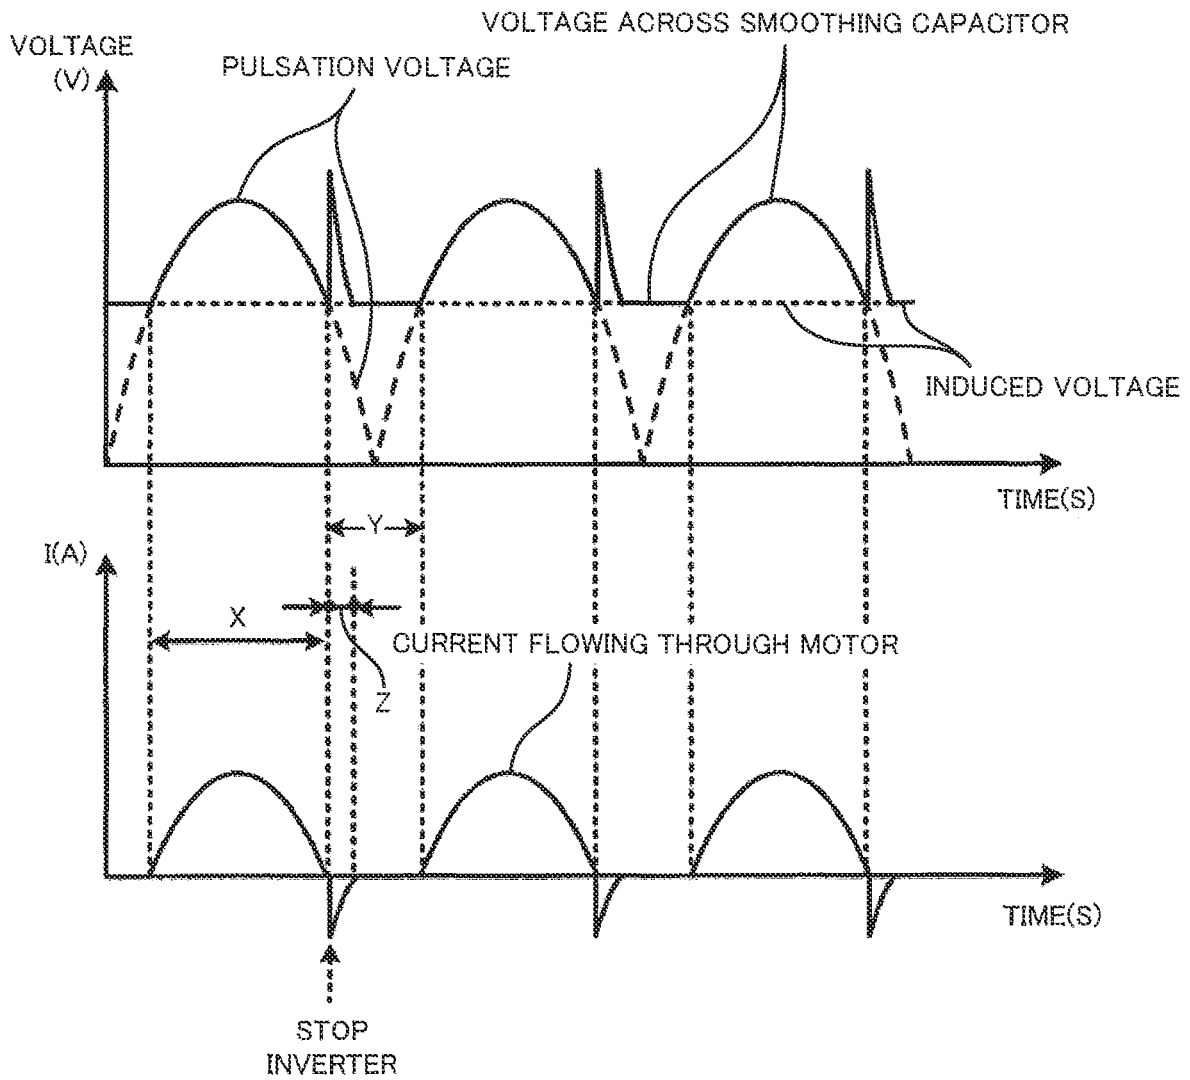 VOLTAGE ACROSS SMOOTHING CAPACITOR
VOLTAGE
(V)
PULSATION VOLTAGE
INDUCED VOLTAGE
TIME(S)
Y
I(A)
X
CURRENT FLOWING THROUGH MOTOR
Z
TIME(S)
STOP
INVERTER